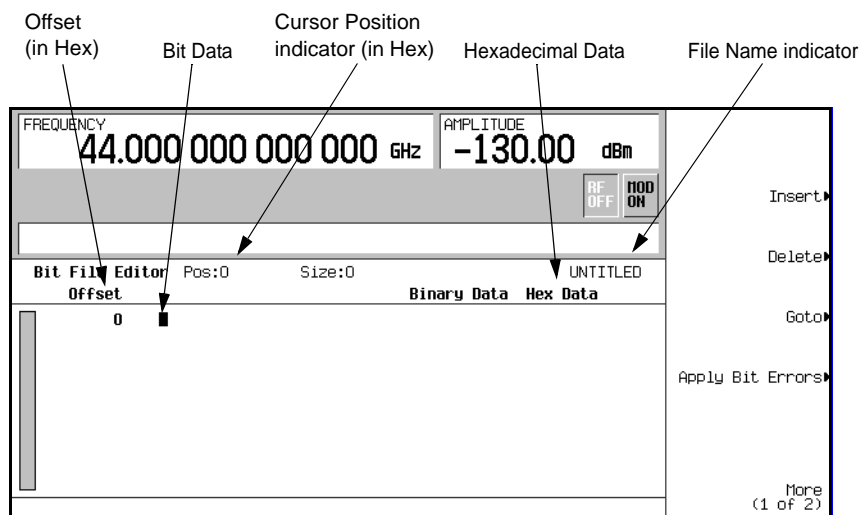 Offset
(in Hex)
Bit Data
Cursor Position
indicator (in Hex)
Hexadecimal Data
File Name indicator
FREQUENCY
44.000 000 000 000 GHz
AMPLITUDE
-130.00 dBm
RF
OFF
MOD
ON
Bit File Editor Pos:0 Size:0 UNTITLED
Offset Binary Data Hex Data
0
Insert
Delete
Goto
Apply Bit Errors
More
(1 of 2)